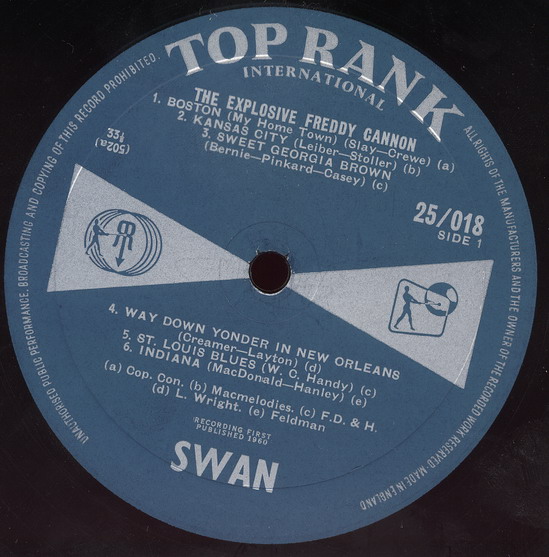 TOP RANK
INTERNATIONAL
THE EXPLOSIVE FREDDY CANNON
1. BOSTON (My Home Town) (Slay—Crewe) (a)
2. KANSAS CITY (Leiber—Stoller) (b)
3. SWEET GEORGIA BROWN
(Bernie—Pinkard—Casey) (c)
(502a)
25/018
SIDE 1
4. WAY DOWN YONDER IN NEW ORLEANS
(Creamer—Layton) (d)
5. ST. LOUIS BLUES (W. C. Handy) (c)
6. INDIANA (MacDonald—Hanley) (e)
(a) Cop. Con. (b) Macmelodies. (c) F.D. & H.
(d) L. Wright. (e) Feldman
RECORDING FIRST
PUBLISHED 1960
SWAN
ALL RIGHTS OF THE MANUFACTURERS AND THE OWNER OF THE RECORDED WORK RESERVED. MADE IN ENGLAND
UNAUTHORISED PUBLIC PERFORMANCE, BROADCASTING AND COPYING OF THIS RECORD PROHIBITED.